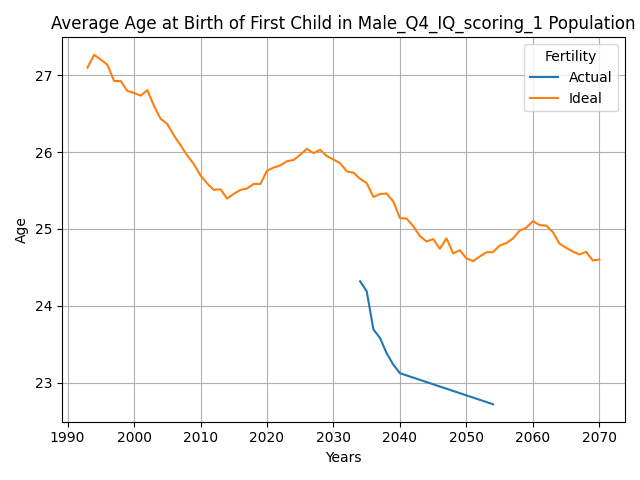 Average Age at Birth of First Child in Male_Q4_IQ_scoring_1 Population
Fertility
Actual
Ideal
27
26
25
24
23
Age
1990
2000
2010
2020
2030
2040
2050
2060
2070
Years